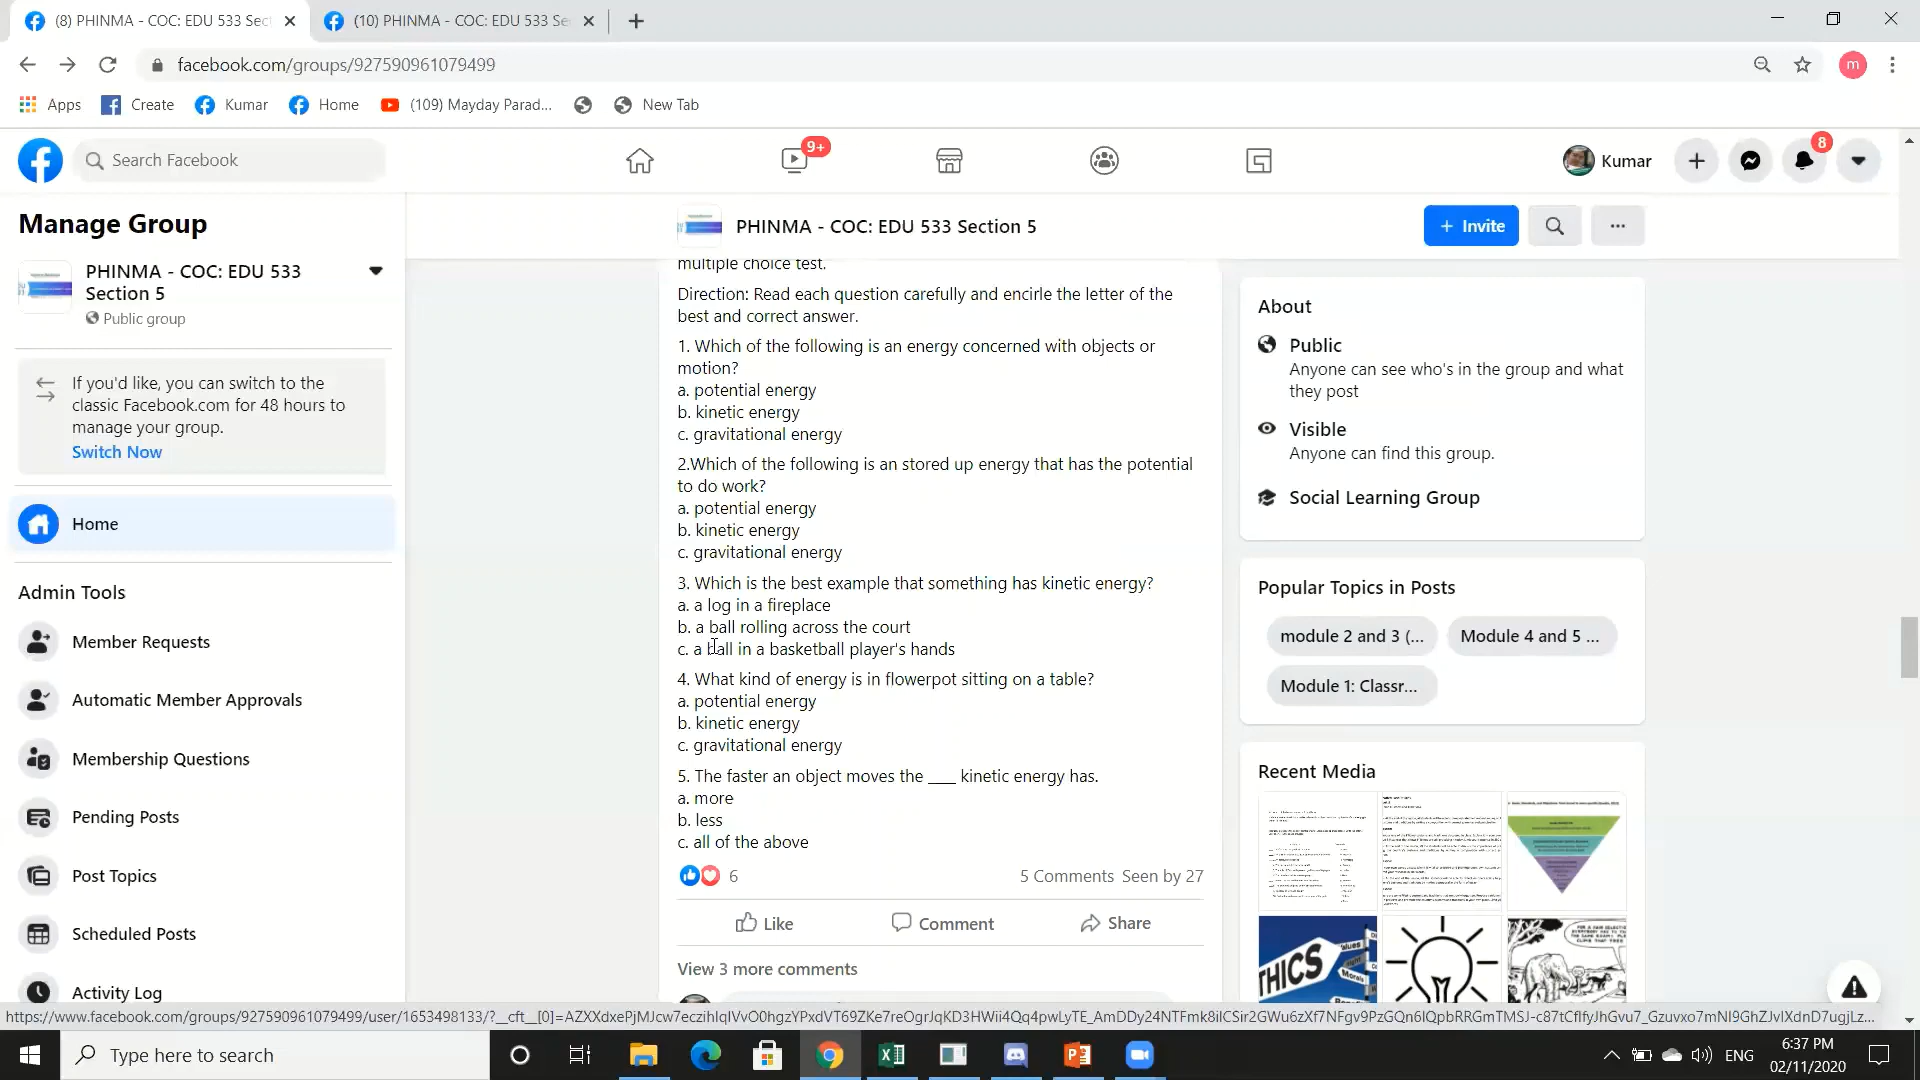 (8) PHINMA - COC: EDU 533 Sec
(10) PHINMA - COC: EDU 533 Se
facebook.com/groups/927590961079499
m
Apps
Create
Kumar
Home
(109) Mayday Parad...
New Tab
Search Facebook
9+
Kumar
8
Manage Group
PHINMA - COC: EDU 533
Section 5
Public group
If you'd like, you can switch to the
classic Facebook.com for 48 hours to
manage your group.
Switch Now
Home
Admin Tools
Member Requests
Automatic Member Approvals
Membership Questions
Pending Posts
Post Topics
Scheduled Posts
Activity Log
PHINMA - COC: EDU 533 Section 5
+ Invite
multiple choice test.
Direction: Read each question carefully and encirle the letter of the
best and correct answer.
1. Which of the following is an energy concerned with objects or
motion?
a. potential energy
b. kinetic energy
c. gravitational energy
2.Which of the following is an stored up energy that has the potential
to do work?
a. potential energy
b. kinetic energy
c. gravitational energy
3. Which is the best example that something has kinetic energy?
a. a log in a fireplace
b. a ball rolling across the court
c. a ball in a basketball player's hands
4. What kind of energy is in flowerpot sitting on a table?
a. potential energy
b. kinetic energy
c. gravitational energy
5. The faster an object moves the ___ kinetic energy has.
a. more
b. less
c. all of the above
6
5 Comments Seen by 27
Like
Comment
Share
View 3 more comments
About
Public
Anyone can see who's in the group and what
they post
Visible
Anyone can find this group.
Social Learning Group
Popular Topics in Posts
module 2 and 3 (...
Module 4 and 5 ...
Module 1: Classr...
Recent Media
THICS
Values
Morals
Type here to search
ENG
6:37 PM
02/11/2020